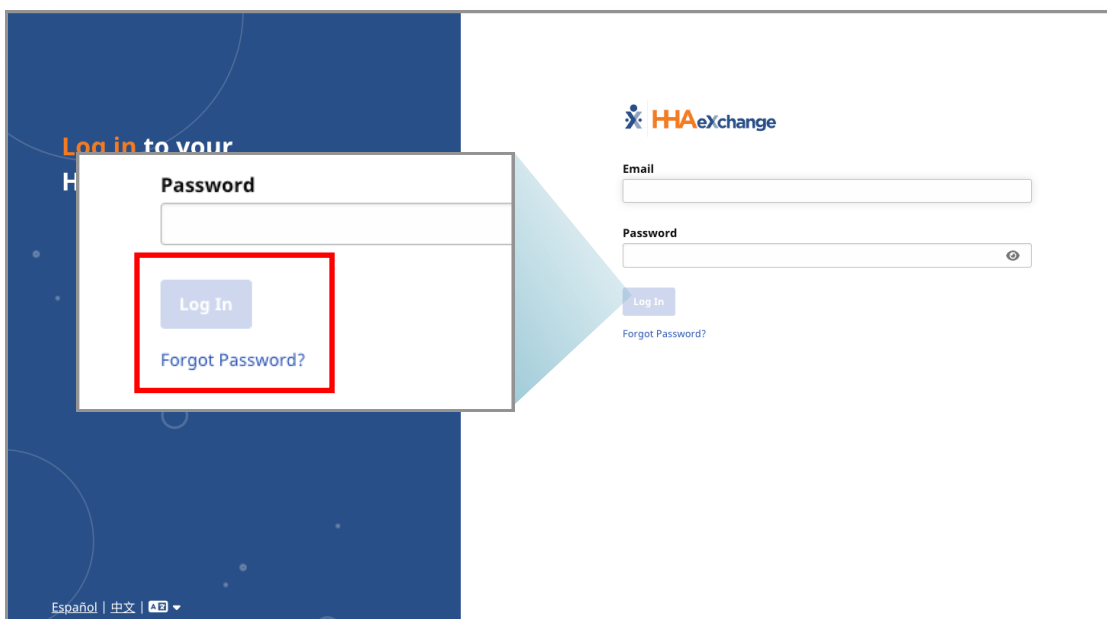 Log in to your
H
Password
Log In
Forgot Password?
Español | 中文 |
HHAeXchange
Email
Password
Log In
Forgot Password?